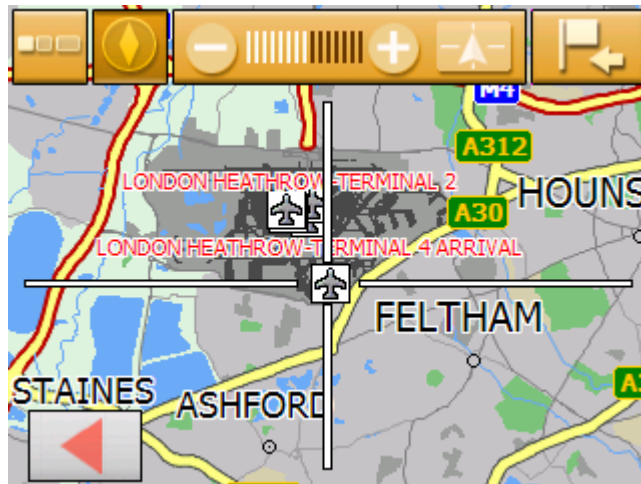 M4
A312
LONDON HEATHROW-TERMINAL 2
HOUNS
A30
LONDON HEATHROW-TERMINAL 4 ARRIVAL
FELTHAM
STAINES
ASHFORD